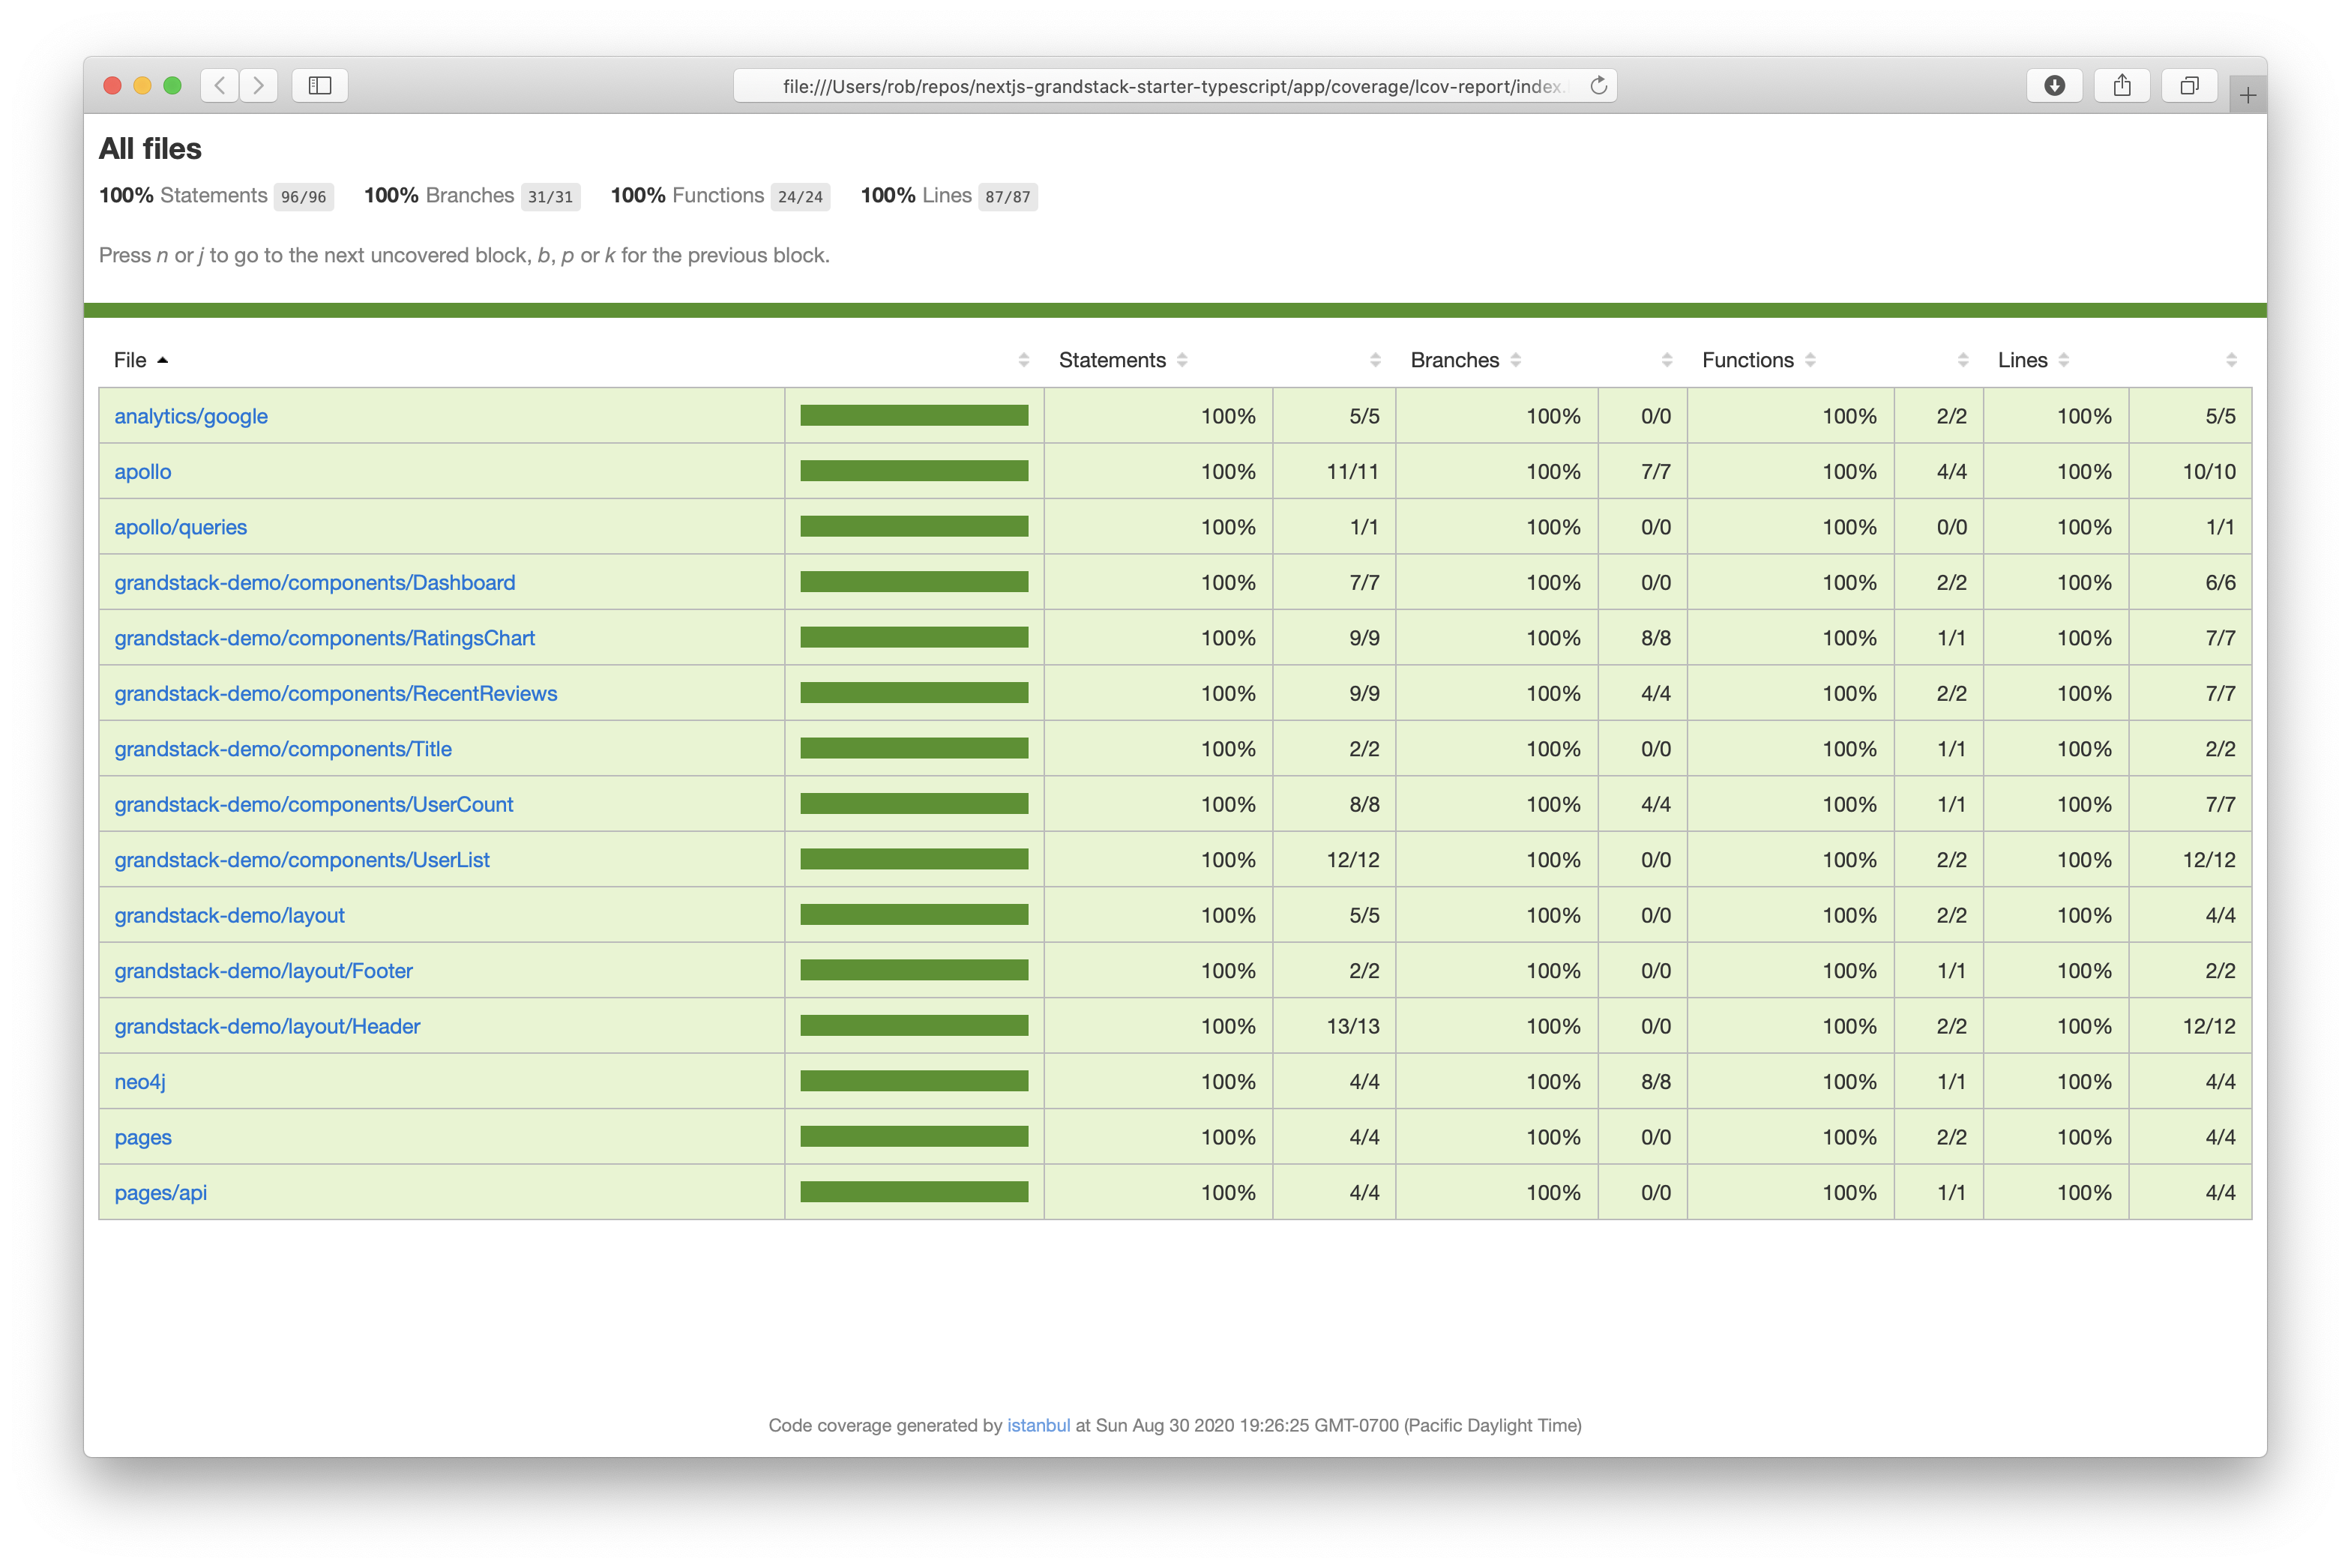 file:///Users/rob/repos/nextjs-grandstack-starter-typescript/app/coverage/lcov-report/index.
All files
100% Statements 96/96 100% Branches 31/31 100% Functions 24/24 100% Lines 87/87
Press n or j to go to the next uncovered block, b, p or k for the previous block.
File Statements Branches Functions Lines
analytics/google 100% 5/5 100% 0/0 100% 2/2 100% 5/5
apollo 100% 11/11 100% 7/7 100% 4/4 100% 10/10
apollo/queries 100% 1/1 100% 0/0 100% 0/0 100% 1/1
grandstack-demo/components/Dashboard 100% 7/7 100% 0/0 100% 2/2 100% 6/6
grandstack-demo/components/RatingsChart 100% 9/9 100% 8/8 100% 1/1 100% 7/7
grandstack-demo/components/RecentReviews 100% 9/9 100% 4/4 100% 2/2 100% 7/7
grandstack-demo/components/Title 100% 2/2 100% 0/0 100% 1/1 100% 2/2
grandstack-demo/components/UserCount 100% 8/8 100% 4/4 100% 1/1 100% 7/7
grandstack-demo/components/UserList 100% 12/12 100% 0/0 100% 2/2 100% 12/12
grandstack-demo/layout 100% 5/5 100% 0/0 100% 2/2 100% 4/4
grandstack-demo/layout/Footer 100% 2/2 100% 0/0 100% 1/1 100% 2/2
grandstack-demo/layout/Header 100% 13/13 100% 0/0 100% 2/2 100% 12/12
neo4j 100% 4/4 100% 8/8 100% 1/1 100% 4/4
pages 100% 4/4 100% 0/0 100% 2/2 100% 4/4
pages/api 100% 4/4 100% 0/0 100% 1/1 100% 4/4
Code coverage generated by istanbul at Sun Aug 30 2020 19:26:25 GMT-0700 (Pacific Daylight Time)